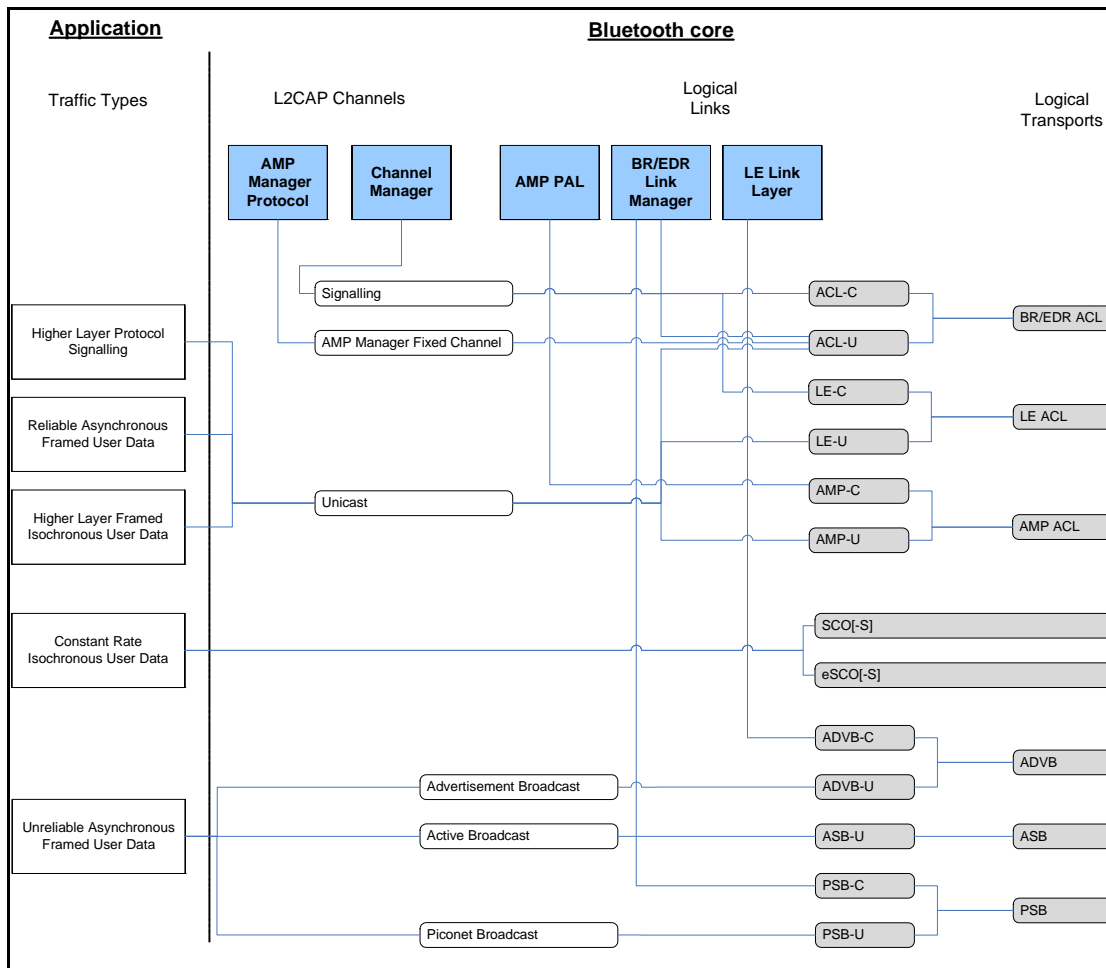 Application
Bluetooth core
Traffic Types
L2CAP Channels
Logical
Links
Logical
Transports
AMP
Manager
Protocol
Channel
Manager
AMP PAL
BR/EDR
Link
Manager
LE Link
Layer
Signalling
ACL-C
Higher Layer Protocol
Signalling
BR/EDR ACL
AMP Manager Fixed Channel
ACL-U
LE-C
Reliable Asynchronous
Framed User Data
LE ACL
LE-U
Unicast
AMP-C
Higher Layer Framed
Isochronous User Data
AMP ACL
AMP-U
Constant Rate
Isochronous User Data
SCO[-S]
eSCO[-S]
ADVB-C
ADVB
Advertisement Broadcast
ADVB-U
Unreliable Asynchronous
Framed User Data
Active Broadcast
ASB-U
ASB
PSB-C
PSB
Piconet Broadcast
PSB-U